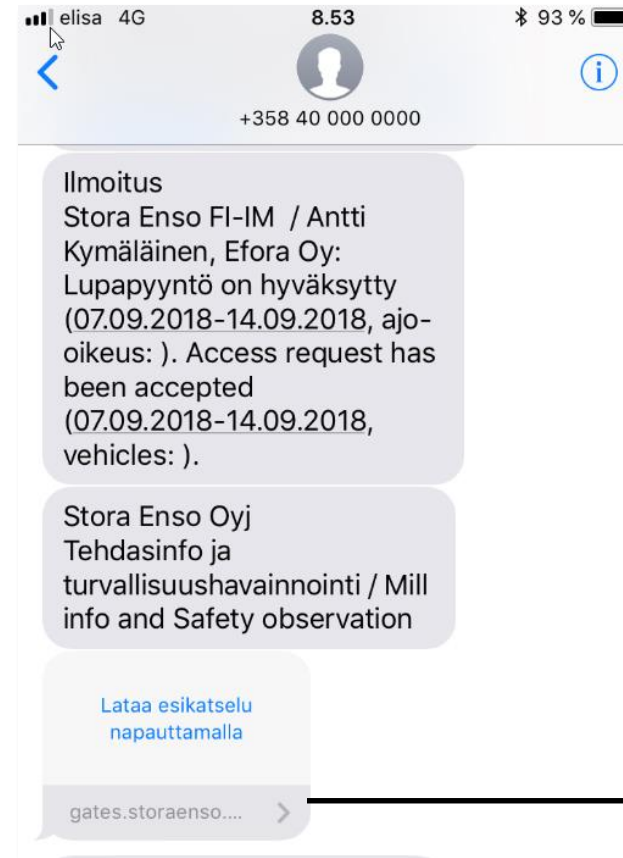 elisa 4G 8.53 93 %
+358 40 000 0000
Ilmoitus
Stora Enso FI-IM / Antti
Kymäläinen, Efora Oy:
Lupapyyntö on hyväksytty
(07.09.2018-14.09.2018, ajo-
oikeus: ). Access request has
been accepted
(07.09.2018-14.09.2018,
vehicles: ).
Stora Enso Oyj
Tehdasinfo ja
turvallisuushavainnointi / Mill
info and Safety observation
Lataa esikatselu
napauttamalla
gates.storaenso....